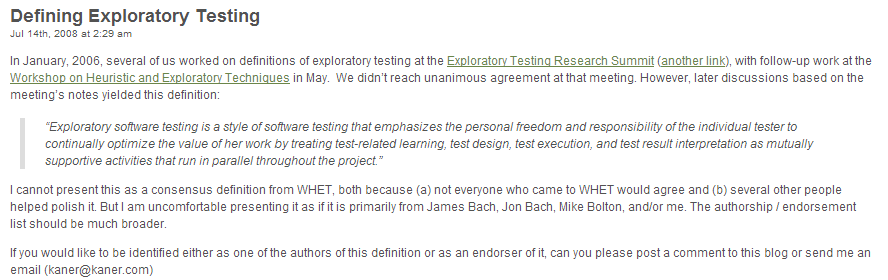 Defining Exploratory Testing
Jul 14th, 2008 at 2:29 am
In January, 2006, several of us worked on definitions of exploratory testing at the Exploratory Testing Research Summit (another link), with follow-up work at the
Workshop on Heuristic and Exploratory Techniques in May.  We didn't reach unanimous agreement at that meeting. However, later discussions based on the
meeting's notes yielded this definition:
“Exploratory software testing is a style of software testing that emphasizes the personal freedom and responsibility of the individual tester to
continually optimize the value of her work by treating test-related learning, test design, test execution, and test result interpretation as mutually
supportive activities that run in parallel throughout the project.”
I cannot present this as a consensus definition from WHET, both because (a) not everyone who came to WHET would agree and (b) several other people
helped polish it. But I am uncomfortable presenting it as if it is primarily from James Bach, Jon Bach, Mike Bolton, and/or me. The authorship / endorsement
list should be much broader.
If you would like to be identified either as one of the authors of this definition or as an endorser of it, can you please post a comment to this blog or send me an
email (kaner@kaner.com)